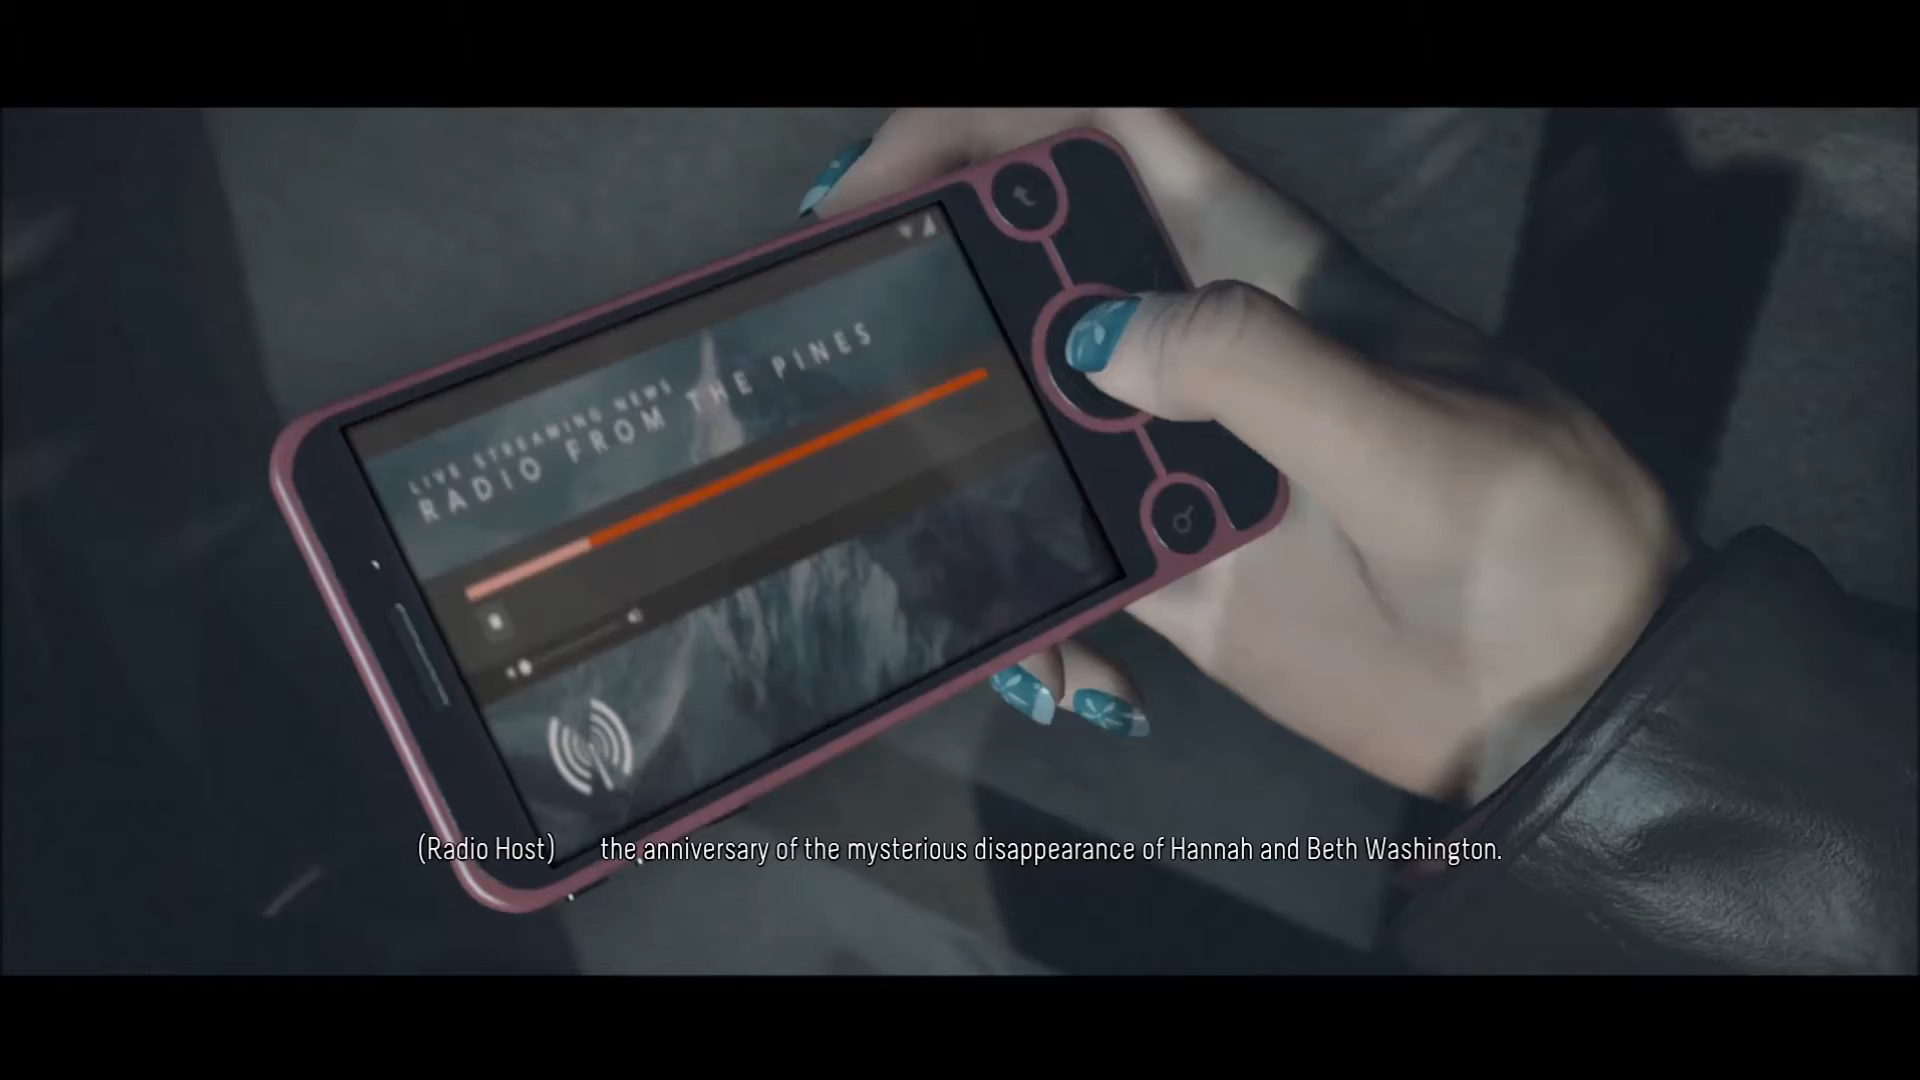 LIVE STREAMING NEWS
RADIO FROM THE PINES
(Radio Host) the anniversary of the mysterious disappearance of Hannah and Beth Washington.